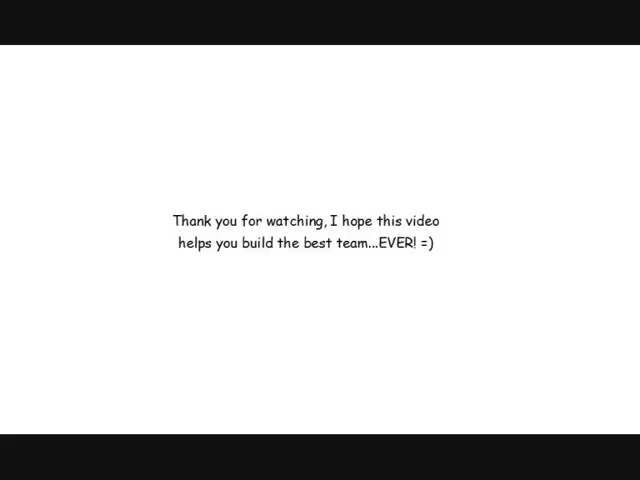 Thank you for watching, I hope this video
helps you build the best team...EVER! =)